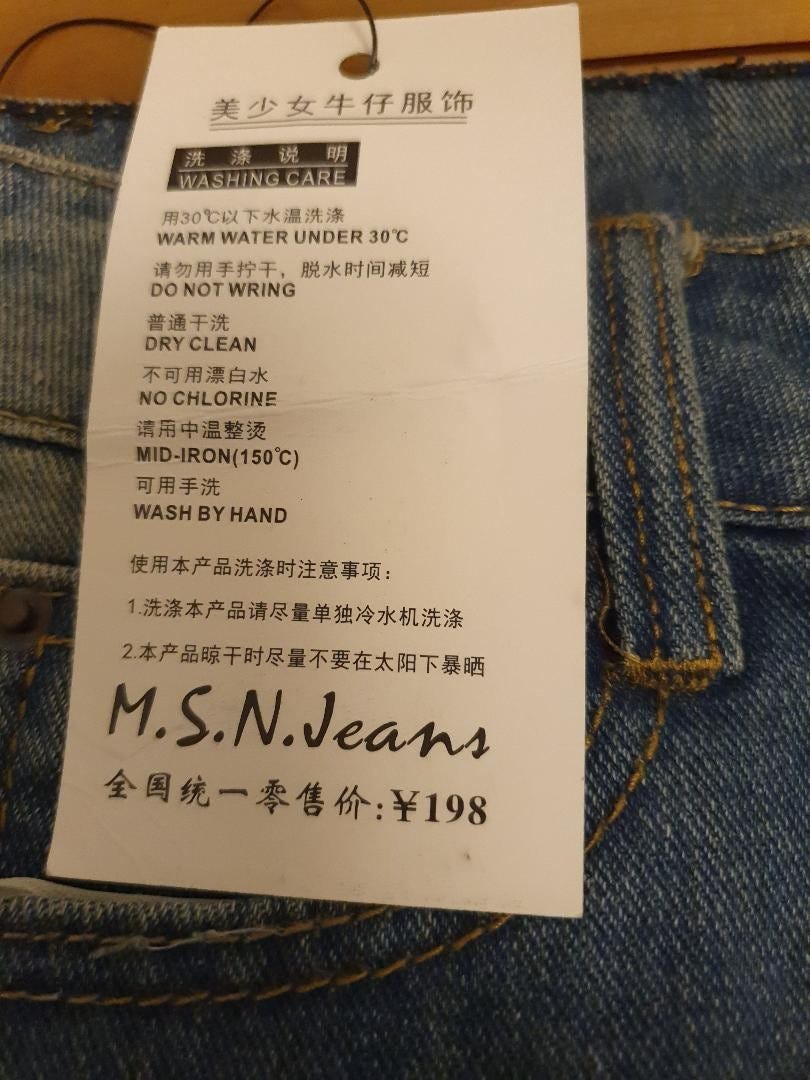 美少女牛仔服饰
洗涤说明
WASHING CARE
用30℃以下水温洗涤
WARM WATER UNDER 30℃
请勿用手拧干，脱水时间减短
DO NOT WRING
普通干洗
DRY CLEAN
不可用漂白水
NO CHLORINE
请用中温整烫
MID-IRON(150℃)
可用手洗
WASH BY HAND
使用本产品洗涤时注意事项：
1.洗涤本产品请尽量单独冷水机洗涤
2.本产品晾干时尽量不要在太阳下暴晒
M.S.N.Jeans
全国统一零售价:¥198